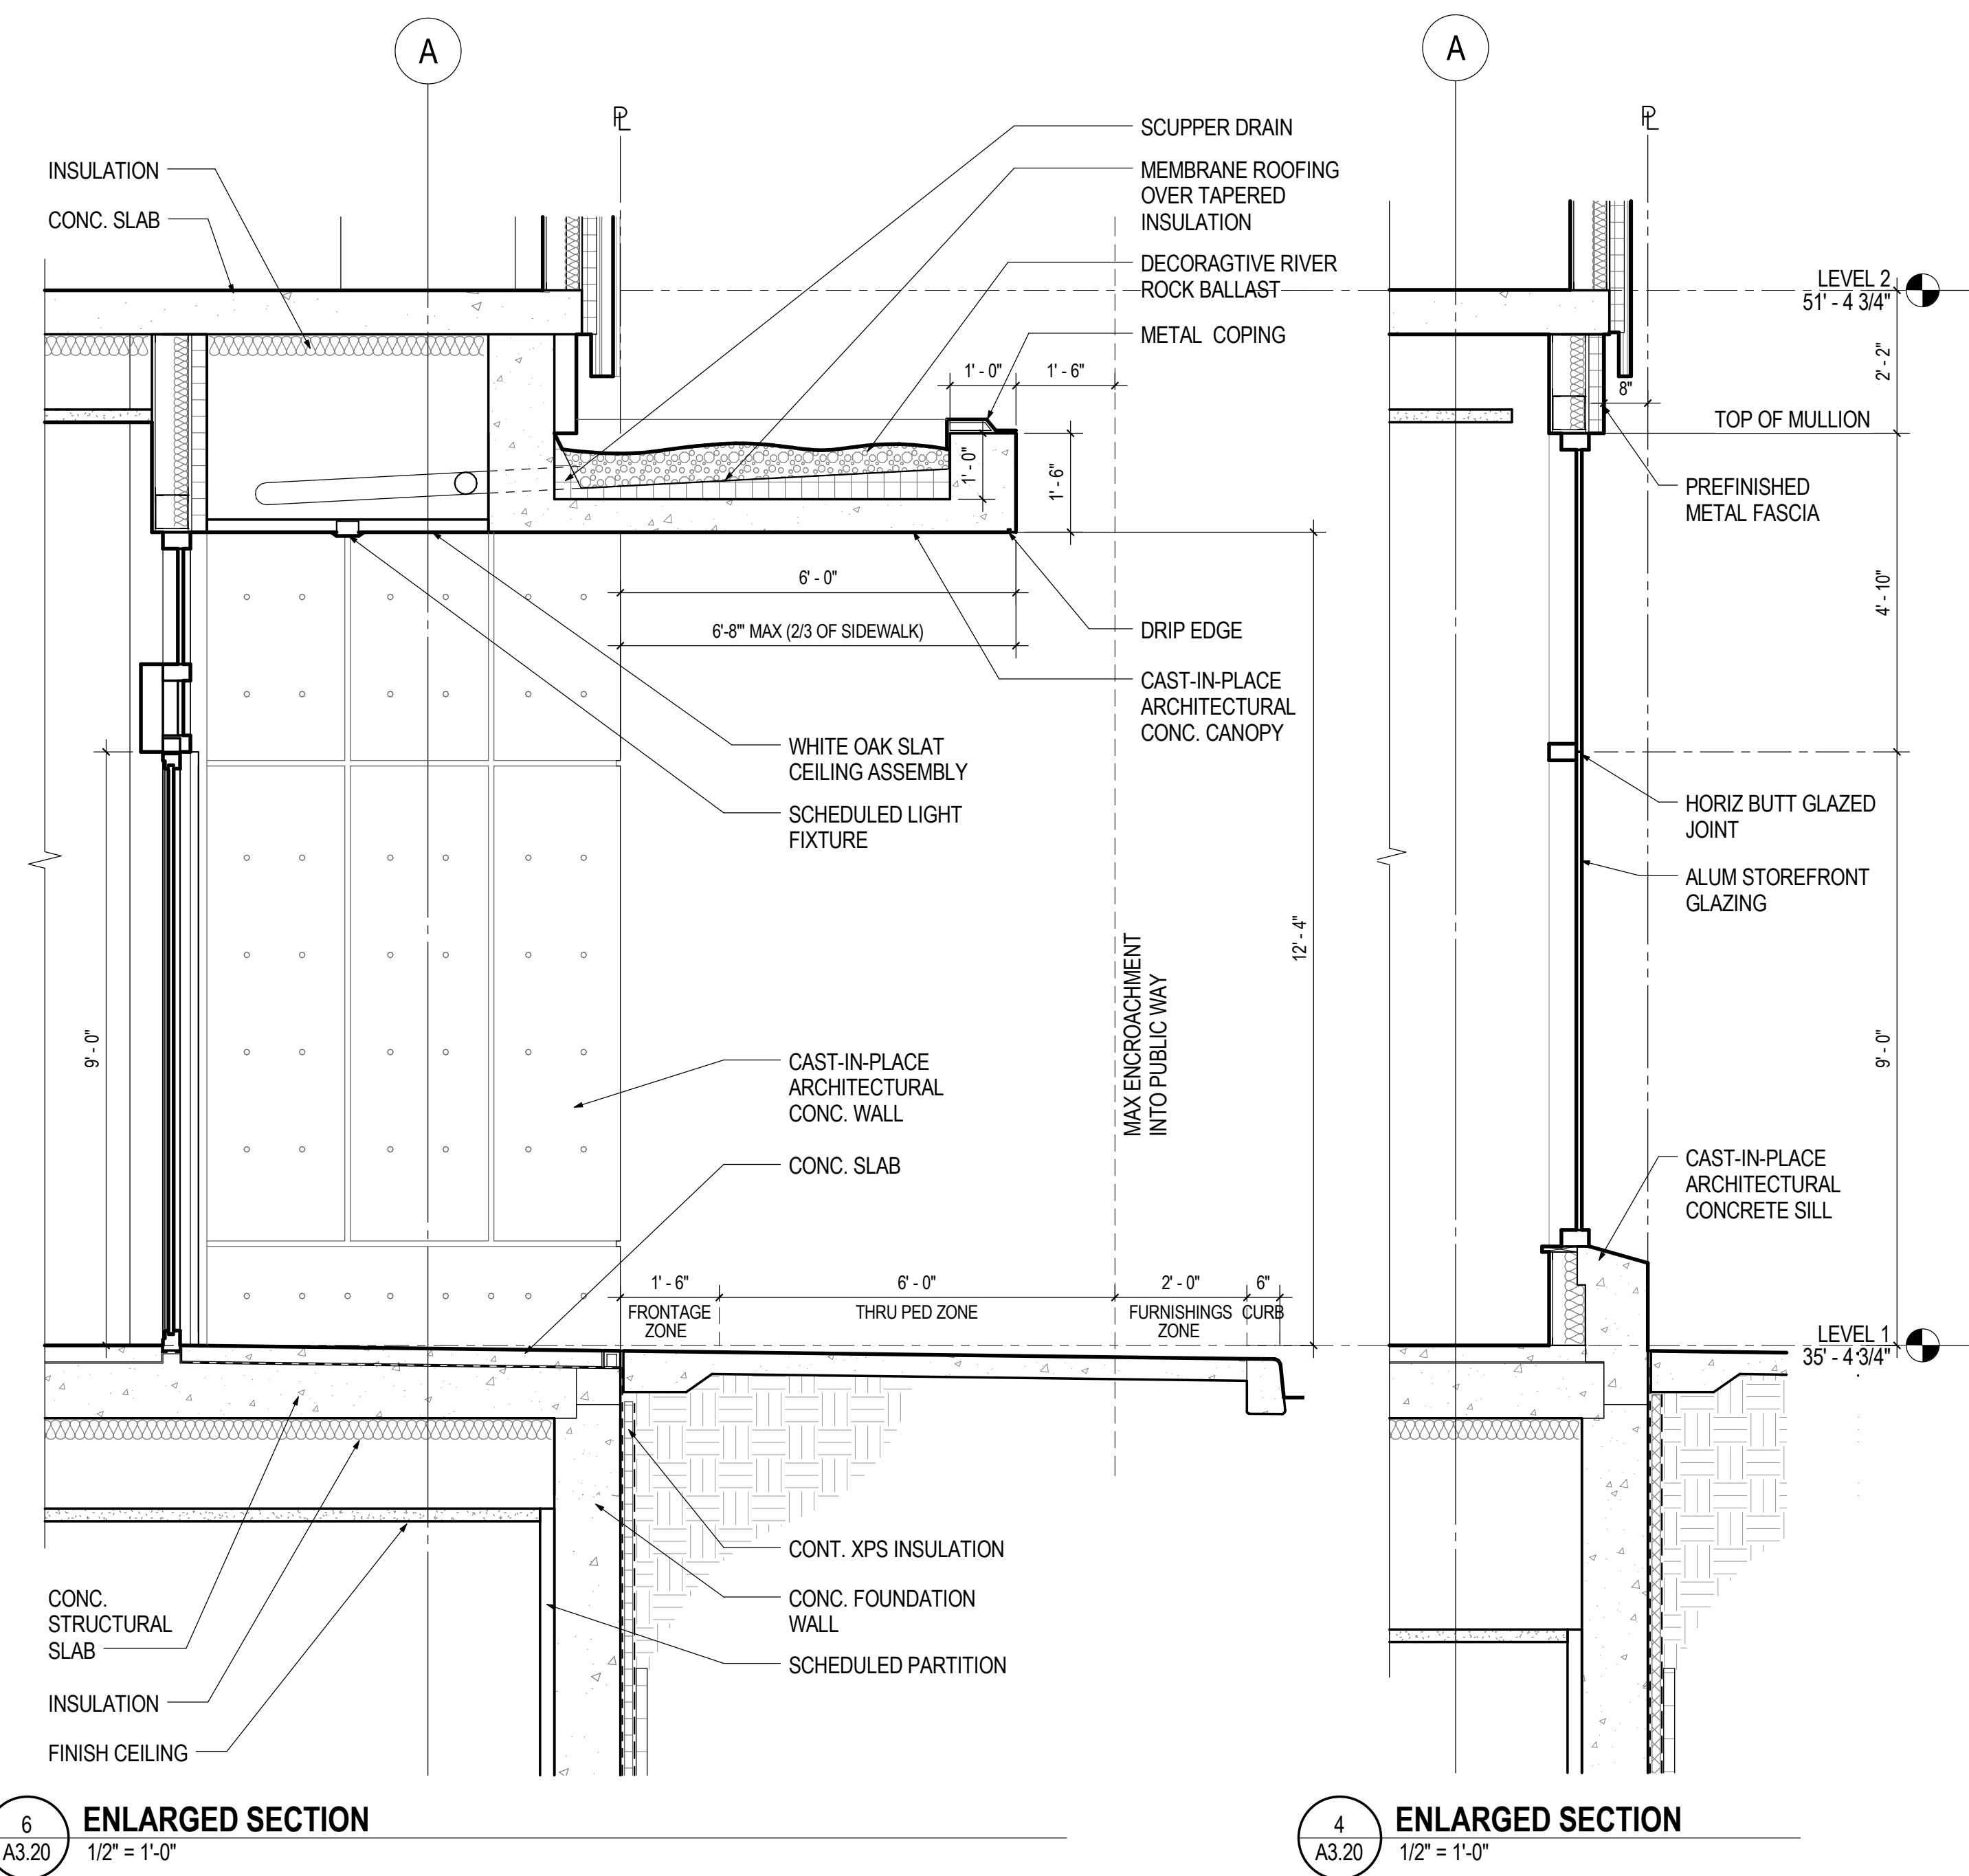 A
A
PL
PL
INSULATION
CONC. SLAB
SCUPPER DRAIN
MEMBRANE ROOFING
OVER TAPERED
INSULATION
DECORAGTIVE RIVER
ROCK BALLAST
METAL COPING
1' - 0"
1' - 6"
1' - 0"
1' - 6"
6' - 0"
6'-8'" MAX (2/3 OF SIDEWALK)
DRIP EDGE
CAST-IN-PLACE
ARCHITECTURAL
CONC. CANOPY
WHITE OAK SLAT
CEILING ASSEMBLY
SCHEDULED LIGHT
FIXTURE
9' - 0"
12' - 4"
MAX ENCROACHMENT
INTO PUBLIC WAY
CAST-IN-PLACE
ARCHITECTURAL
CONC. WALL
CONC. SLAB
1' - 6"
6' - 0"
2' - 0"
6"
FRONTAGE
ZONE
THRU PED ZONE
FURNISHINGS
ZONE
CURB
CONT. XPS INSULATION
CONC. FOUNDATION
WALL
SCHEDULED PARTITION
CONC.
STRUCTURAL
SLAB
INSULATION
FINISH CEILING
6
A3.20
ENLARGED SECTION
1/2" = 1'-0"
LEVEL 2
51' - 4 3/4"
2' - 2"
8"
TOP OF MULLION
PREFINISHED
METAL FASCIA
4' - 10"
HORIZ BUTT GLAZED
JOINT
ALUM STOREFRONT
GLAZING
9' - 0"
CAST-IN-PLACE
ARCHITECTURAL
CONCRETE SILL
LEVEL 1
35' - 4 3/4"
4
A3.20
ENLARGED SECTION
1/2" = 1'-0"